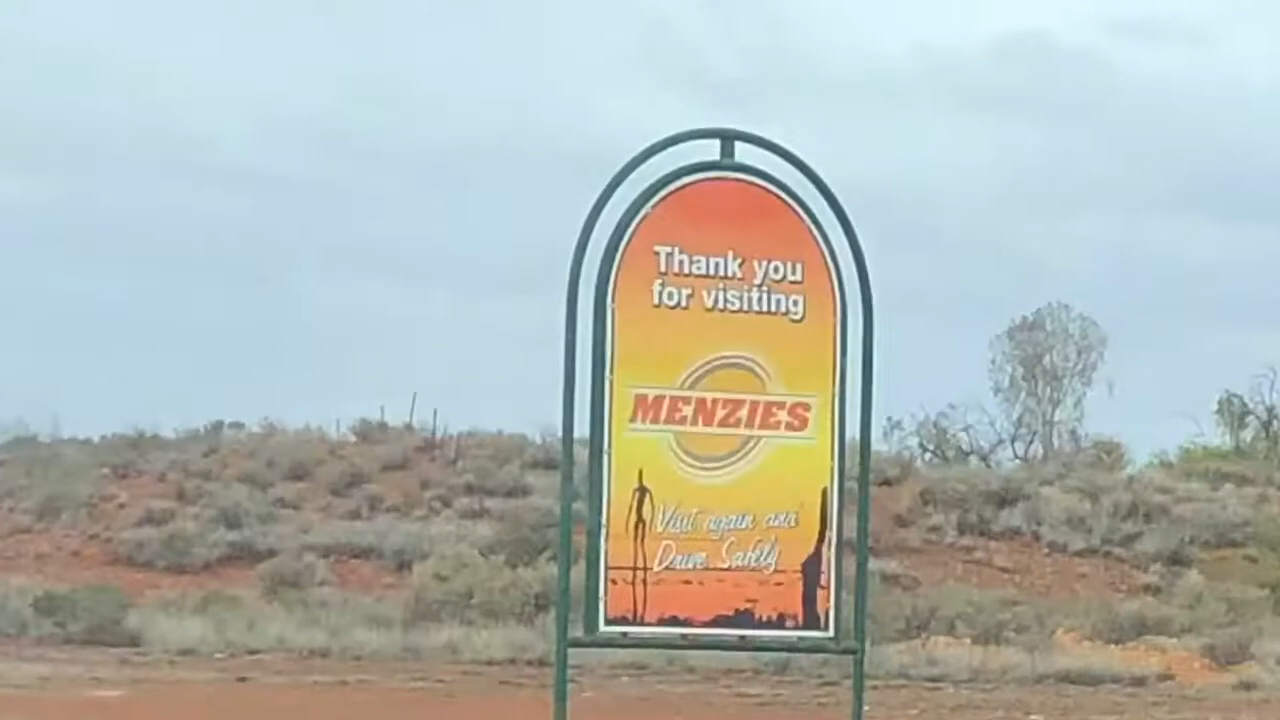 Thank you
for visiting
MENZIES
Visit again and
Drive Safely